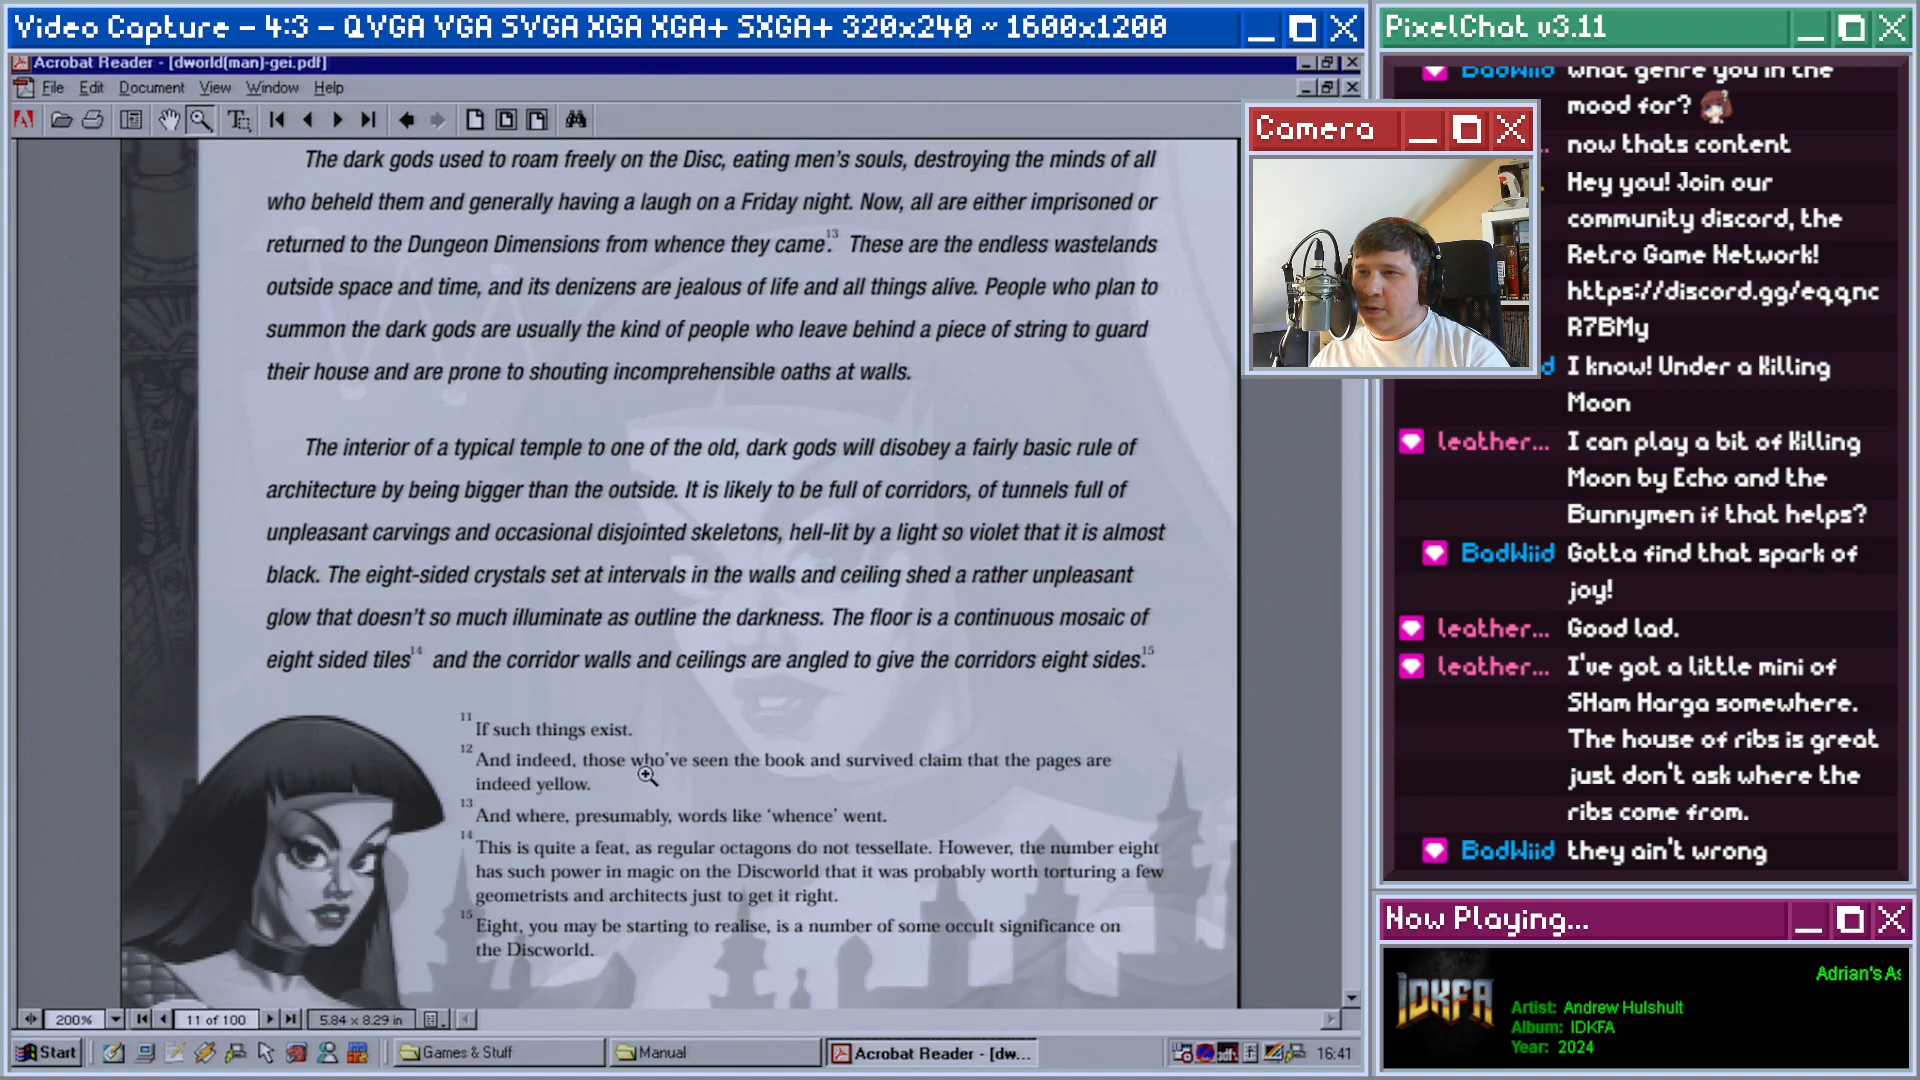 Video Capture - 4:3 - QVGA VGA SVGA XGA XGA+ SXGA+ 320x240 ~ 1600x1200
Acrobat Reader - [dworld(man)-gei.pdf]
File Edit Document View Window Help
The dark gods used to roam freely on the Disc, eating men's souls, destroying the minds of all
who beheld them and generally having a laugh on a Friday night. Now, all are either imprisoned or
returned to the Dungeon Dimensions from whence they came.13 These are the endless wastelands
outside space and time, and its denizens are jealous of life and all things alive. People who plan to
summon the dark gods are usually the kind of people who leave behind a piece of string to guard
their house and are prone to shouting incomprehensible oaths at walls.
The interior of a typical temple to one of the old, dark gods will disobey a fairly basic rule of
architecture by being bigger than the outside. It is likely to be full of corridors, of tunnels full of
unpleasant carvings and occasional disjointed skeletons, hell-lit by a light so violet that it is almost
black. The eight-sided crystals set at intervals in the walls and ceiling shed a rather unpleasant
glow that doesn't so much illuminate as outline the darkness. The floor is a continuous mosaic of
eight sided tiles14 and the corridor walls and ceilings are angled to give the corridors eight sides.15
11 If such things exist.
12 And indeed, those who've seen the book and survived claim that the pages are
indeed yellow.
13 And where, presumably, words like 'whence' went.
14 This is quite a feat, as regular octagons do not tessellate. However, the number eight
has such power in magic on the Discworld that it was probably worth torturing a few
geometrists and architects just to get it right.
15 Eight, you may be starting to realise, is a number of some occult significance on
the Discworld.
200% 11 of 100 5.84 x 8.29 in
Start Games & Stuff Manual Acrobat Reader - [dw... 16:41
Camera
PixelChat v3.11
BadWiid what genre you in the
mood for?
now thats content
Hey you! Join our
community discord, the
Retro Game Network!
https://discord.gg/eqqnc
R7BMy
d I know! Under a Killing
Moon
leather... I can play a bit of Killing
Moon by Echo and the
Bunnymen if that helps?
BadWiid Gotta find that spark of
joy!
leather... Good lad.
leather... I've got a little mini of
SHam Harga somewhere.
The house of ribs is great
just don't ask where the
ribs come from.
BadWiid they ain't wrong
Now Playing...
IDKFA
Adrian's As
Artist: Andrew Hulshult
Album: IDKFA
Year: 2024